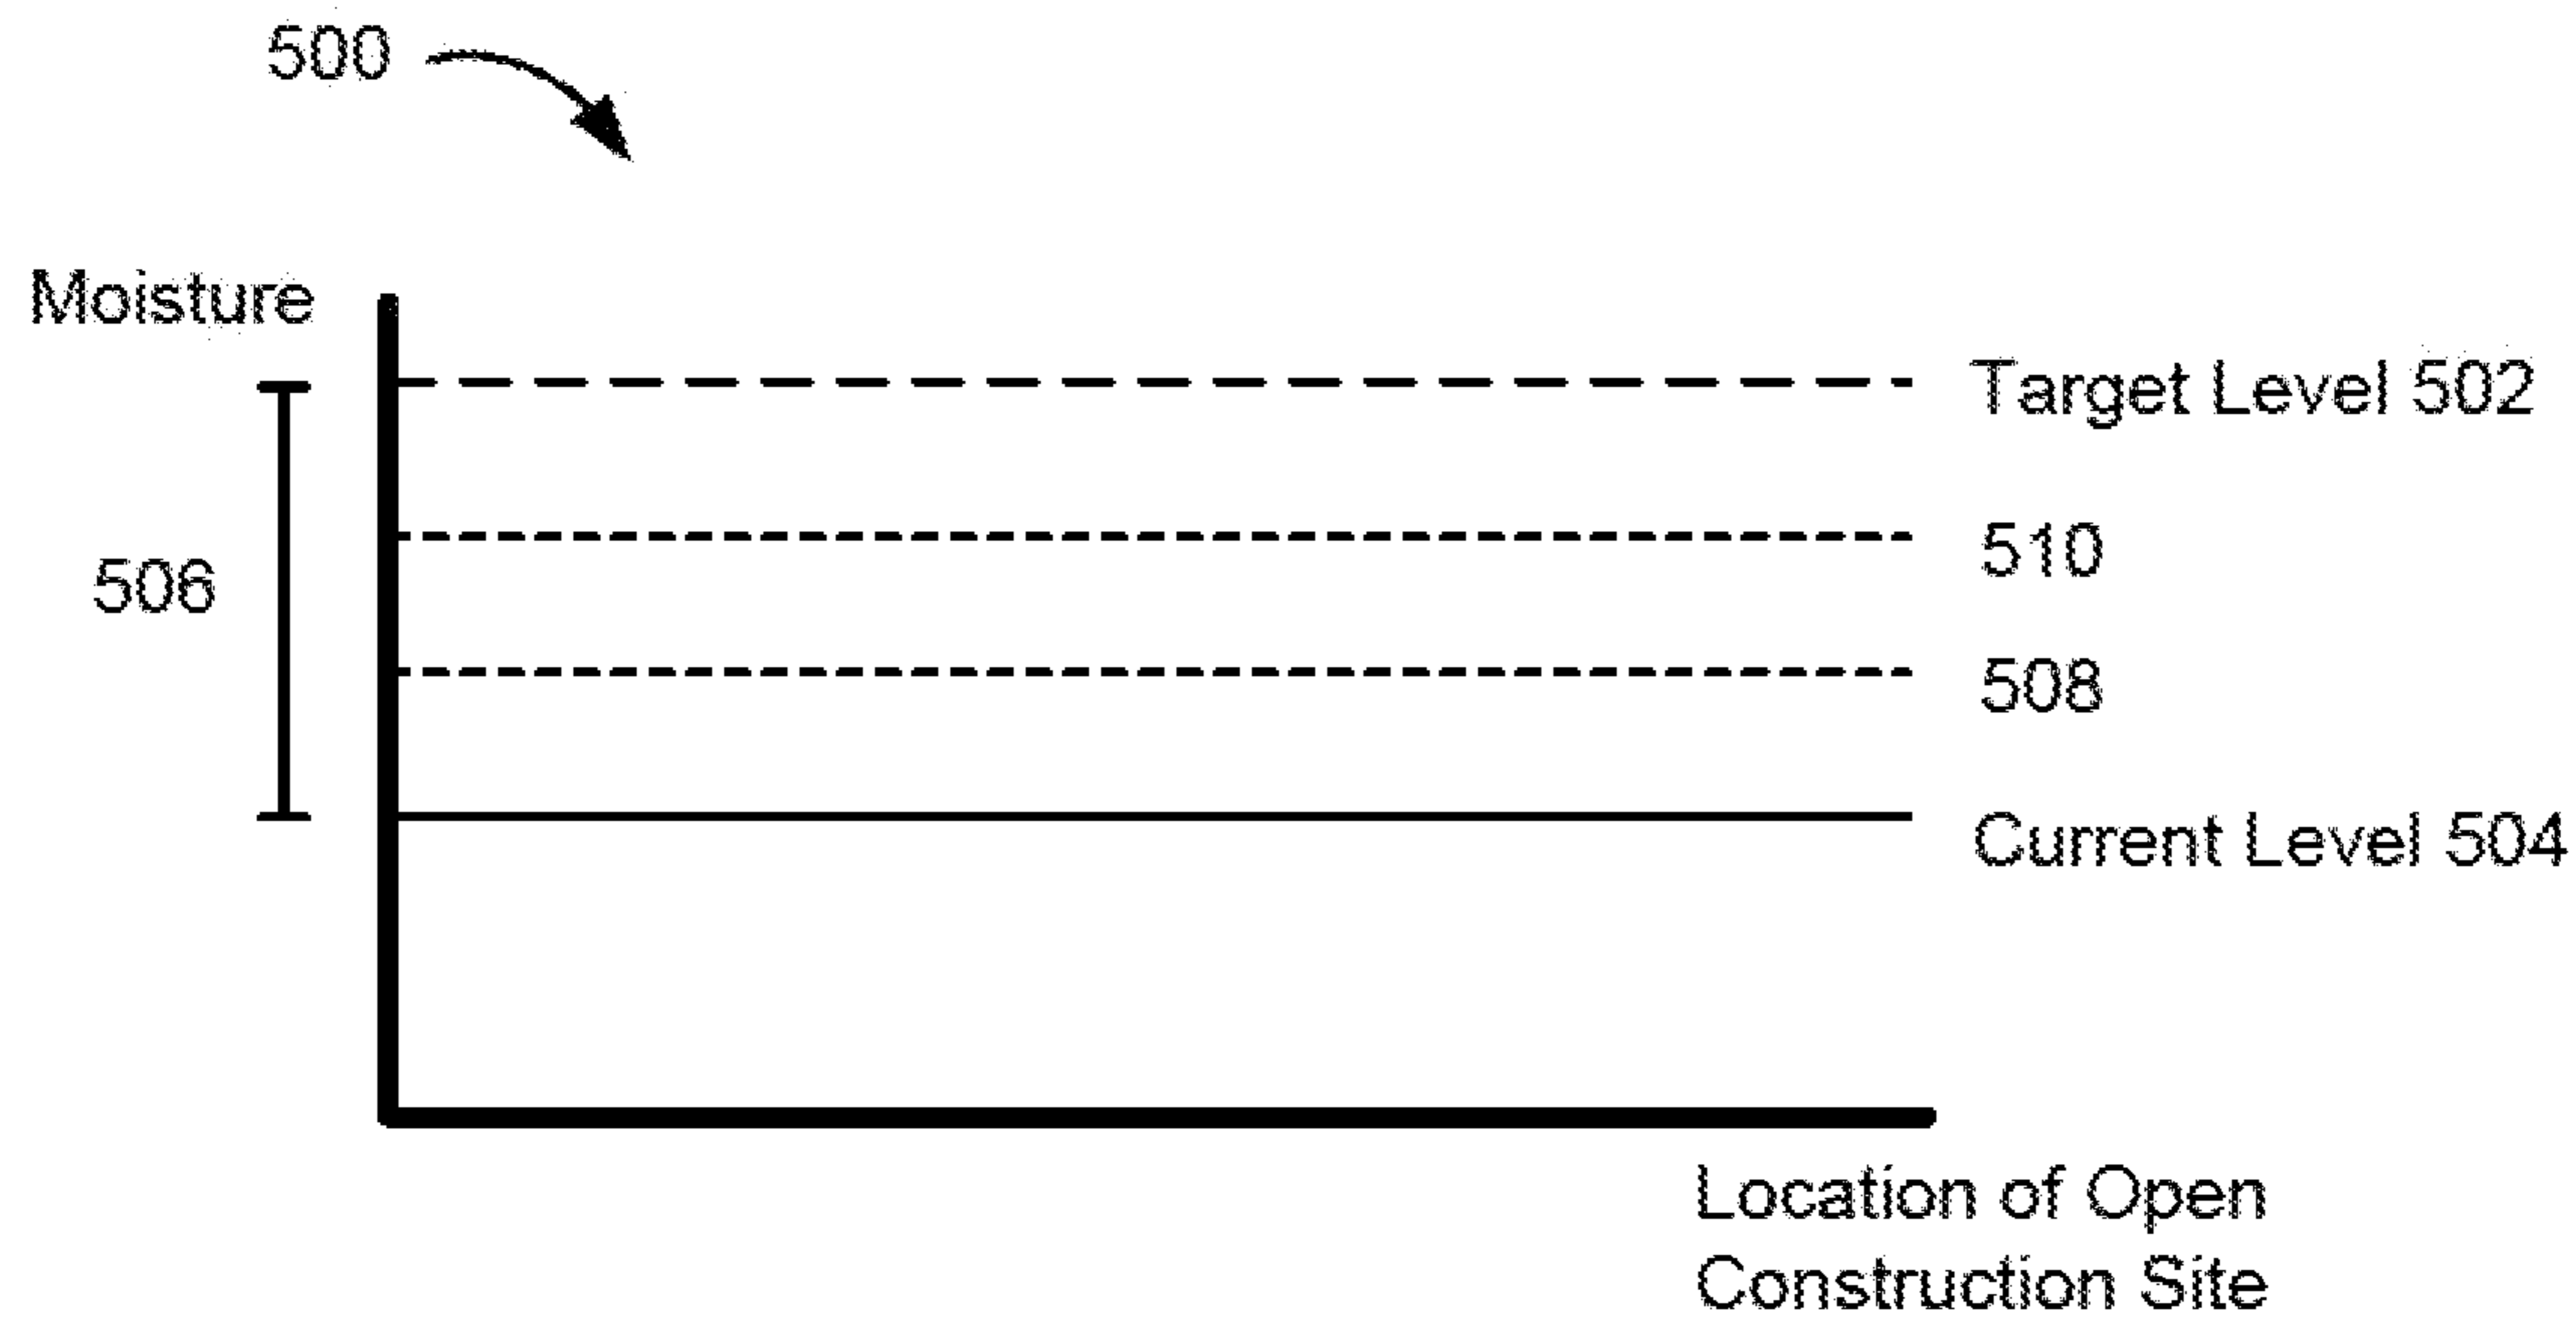 500
Moisture
Target Level 502
510
506
508
Current Level 504
Location of Open
Construction Site